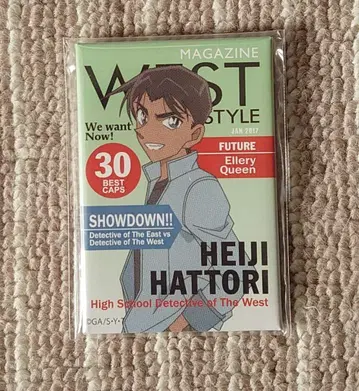 MAGAZINE
WEST
STYLE
JAN 2017
We want
Now!
30
BEST
CAPS
FUTURE
Ellery
Queen
SHOWDOWN!!
Detective of The East vs
Detective of The West
HEIJI
HATTORI
High School Detective of The West
©GA/S・Y・T